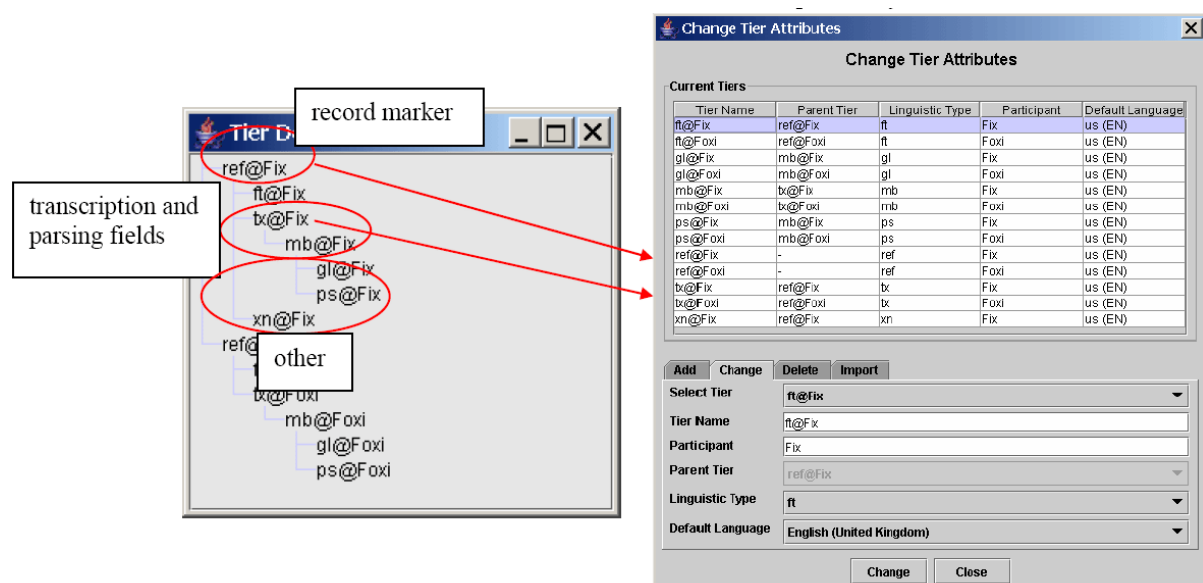 record marker
Tier D
ref@Fix
ft@Fix
tx@Fix
mb@Fix
gl@Fix
ps@Fix
xn@Fix
ref@
tx@Foxi
mb@Foxi
gl@Foxi
ps@Foxi
transcription and
parsing fields
other
Change Tier Attributes
Change Tier Attributes
Current Tiers
Tier Name Parent Tier Linguistic Type Participant Default Language
ft@Fix ref@Fix ft Fix us (EN)
ft@Foxi ref@Foxi ft Foxi us (EN)
gl@Fix mb@Fix gl Fix us (EN)
gl@Foxi mb@Foxi gl Foxi us (EN)
mb@Fix tx@Fix mb Fix us (EN)
mb@Foxi tx@Foxi mb Foxi us (EN)
ps@Fix mb@Fix ps Fix us (EN)
ps@Foxi mb@Foxi ps Foxi us (EN)
ref@Fix - ref Fix us (EN)
ref@Foxi - ref Foxi us (EN)
tx@Fix ref@Fix tx Fix us (EN)
tx@Foxi ref@Foxi tx Foxi us (EN)
xn@Fix ref@Fix xn Fix us (EN)
Add Change Delete Import
Select Tier ft@Fix
Tier Name ft@Fix
Participant Fix
Parent Tier ref@Fix
Linguistic Type ft
Default Language English (United Kingdom)
Change Close